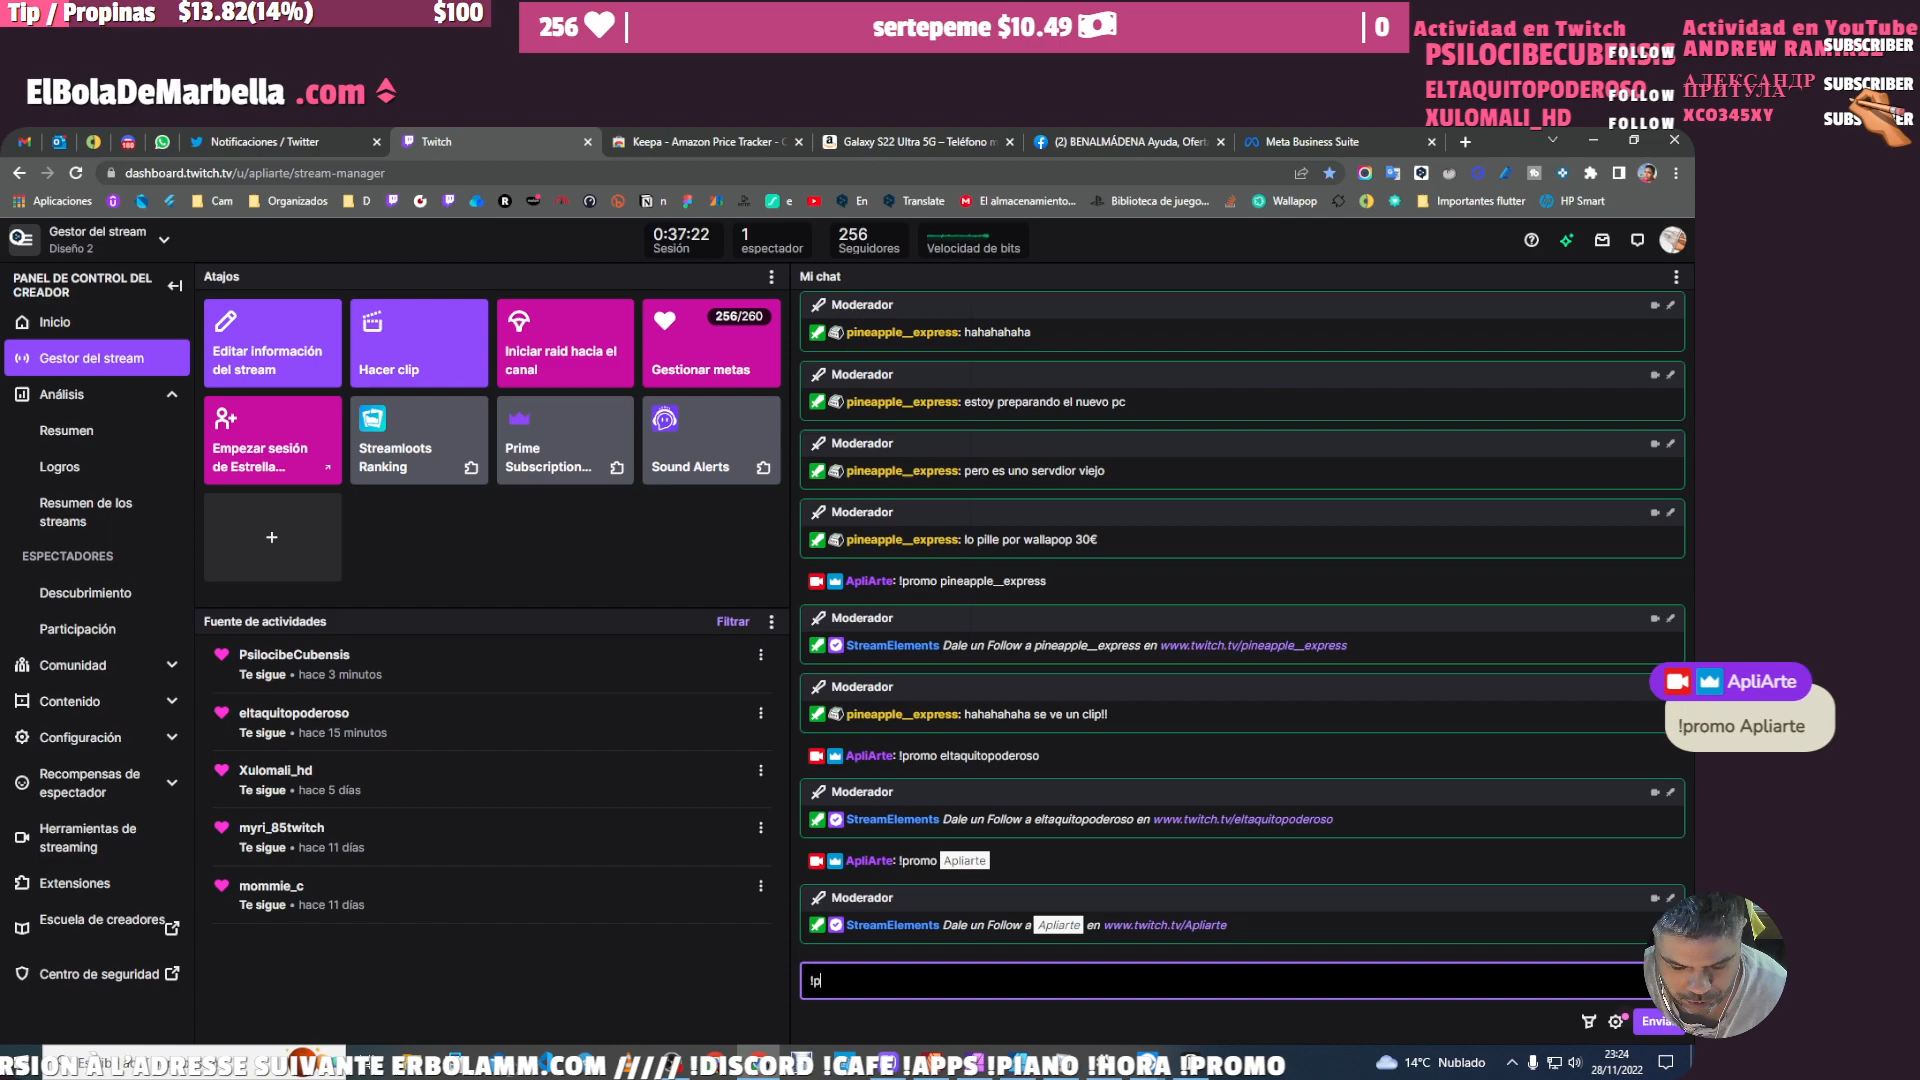 Tip / Propinas $13.82(14%) $100
256 sertepeme $10.49 0
Actividad en Twitch
PSILOCIBECUBENSIS FOLLOW
ELTAQUITOPODEROSO FOLLOW
XULOMALI_HD FOLLOW
Actividad en YouTube
SUBSCRIBER
АЛЕКСАНДР ПРИТУЛА SUBSCRIBER
XCO345XY
ElBolaDeMarbella .com
Notificaciones / Twitter
Twitch
Keepa - Amazon Price Tracker -
Galaxy S22 Ultra 5G – Teléfono m
(2) BENALMÁDENA Ayuda, Ofert
Meta Business Suite
dashboard.twitch.tv/u/apliarte/stream-manager
Aplicaciones
Cam
Organizados
D
n
e
En
Translate
El almacenamiento...
Biblioteca de juego...
Wallapop
Importantes flutter
HP Smart
Gestor del stream
Diseño 2
0:37:22
Sesión
1
espectador
256
Seguidores
Velocidad de bits
PANEL DE CONTROL DEL
CREADOR
Inicio
Gestor del stream
Análisis
Resumen
Logros
Resumen de los
streams
ESPECTADORES
Descubrimiento
Participación
Comunidad
Contenido
Configuración
Recompensas de
espectador
Herramientas de
streaming
Extensiones
Escuela de creadores
Centro de seguridad
Atajos
Editar información
del stream
Hacer clip
Iniciar raid hacia el
canal
256/260
Gestionar metas
Empezar sesión
de Estrella...
Streamloots
Ranking
Prime
Subscription...
Sound Alerts
+
Fuente de actividades
Filtrar
PsilocibeCubensis
Te sigue • hace 3 minutos
eltaquitopoderoso
Te sigue • hace 15 minutos
Xulomali_hd
Te sigue • hace 5 días
myri_85twitch
Te sigue • hace 11 días
mommie_c
Te sigue • hace 11 días
Mi chat
Moderador
pineapple__express: hahahahaha
Moderador
pineapple__express: estoy preparando el nuevo pc
Moderador
pineapple__express: pero es uno servdior viejo
Moderador
pineapple__express: lo pille por wallapop 30€
ApliArte: !promo pineapple__express
Moderador
StreamElements Dale un Follow a pineapple__express en www.twitch.tv/pineapple__express
Moderador
pineapple__express: hahahahaha se ve un clip!!
ApliArte: !promo eltaquitopoderoso
Moderador
StreamElements Dale un Follow a eltaquitopoderoso en www.twitch.tv/eltaquitopoderoso
ApliArte: !promo Apliarte
Moderador
StreamElements Dale un Follow a Apliarte en www.twitch.tv/Apliarte
!p
ApliArte
!promo Apliarte
RSION À L'ADRESSE SUIVANTE ERBOLAMM.COM ///// !DISCORD !CAFE !APPS !PIANO !HORA !PROMO
14°C Nublado
23:24
28/11/2022